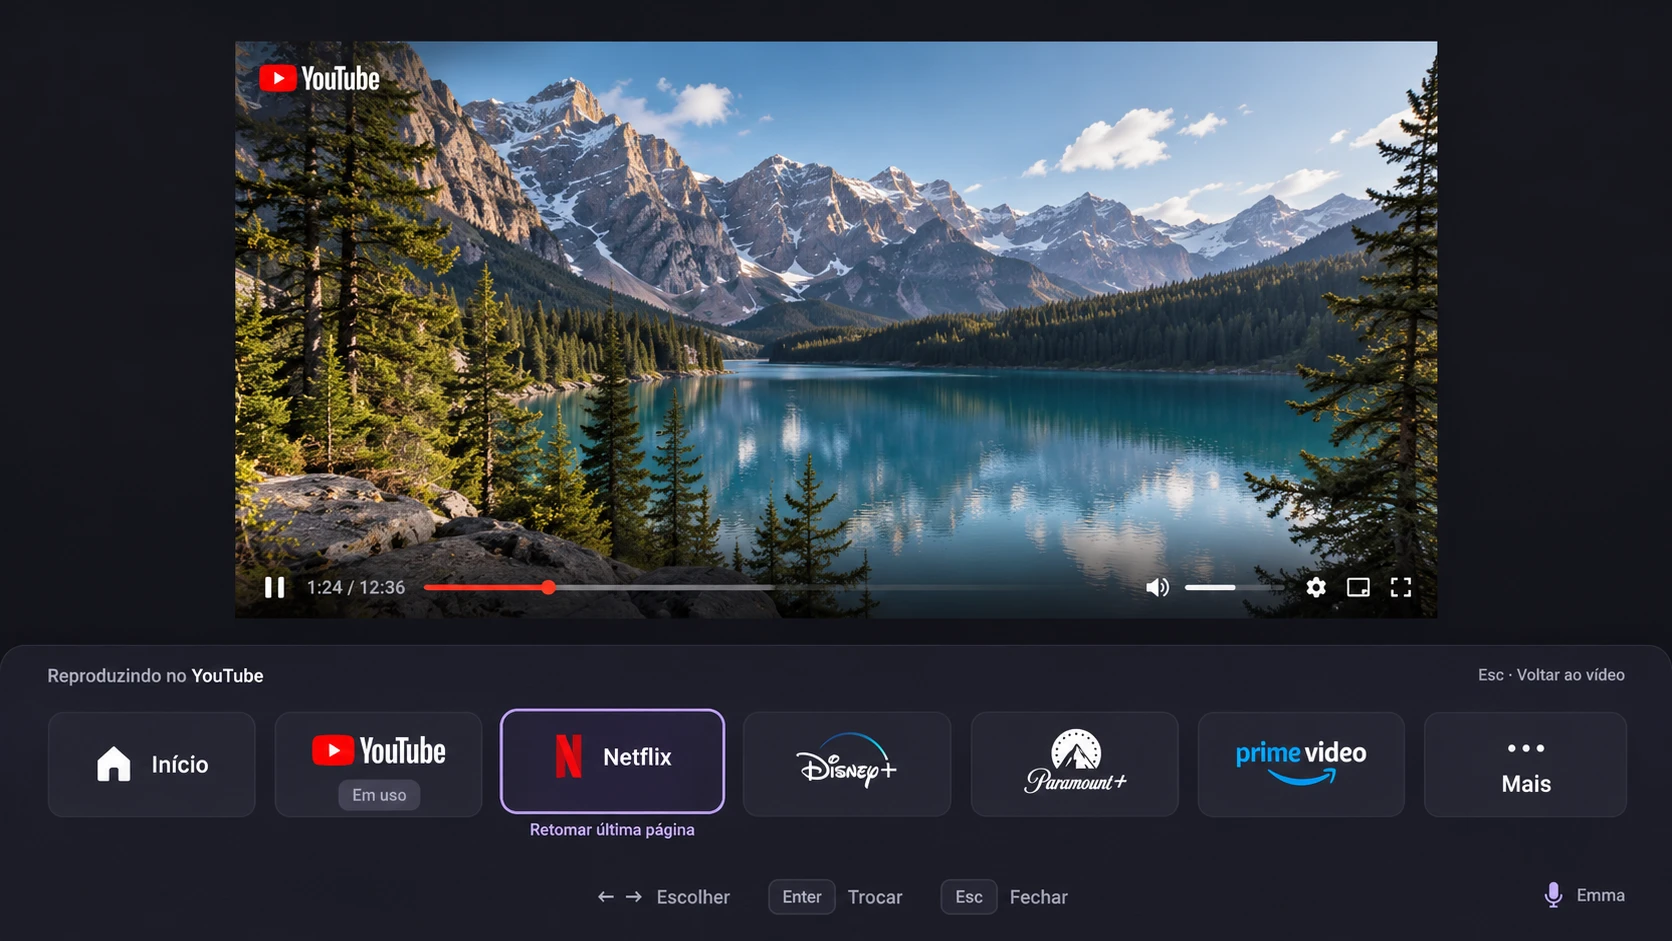 YouTube
1:24 / 12:36
Reproduzindo no YouTube
Esc · Voltar ao vídeo
Início
YouTube
Em uso
Netflix
Retomar última página
Disney+
Paramount+
prime video
Mais
← → Escolher
Enter Trocar
Esc Fechar
Emma